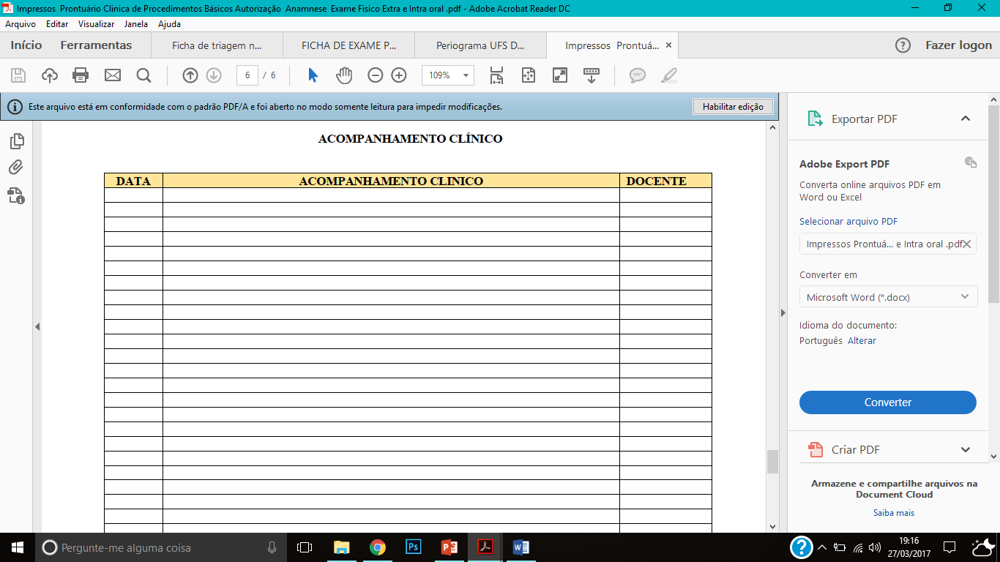 Impressos  Prontuário Clinica de Procedimentos Básicos Autorização  Anamnese  Exame Fisico Extra e Intra oral .pdf - Adobe Acrobat Reader DC
Arquivo Editar Visualizar Janela Ajuda
Início Ferramentas Ficha de triagem n... FICHA DE EXAME P... Periograma UFS D... Impressos  Prontuá... × ? Fazer logon
6 / 6 109%
Este arquivo está em conformidade com o padrão PDF/A e foi aberto no modo somente leitura para impedir modificações. Habilitar edição
ACOMPANHAMENTO CLÍNICO
DATA ACOMPANHAMENTO CLINICO DOCENTE
Exportar PDF
Adobe Export PDF
Converta online arquivos PDF em
Word ou Excel
Selecionar arquivo PDF
Impressos Prontuá... e Intra oral .pdf
Converter em
Microsoft Word (*.docx)
Idioma do documento:
Português Alterar
Converter
Criar PDF
Armazene e compartilhe arquivos na
Document Cloud
Saiba mais
Pergunte-me alguma coisa
Ps
?
19:16
27/03/2017